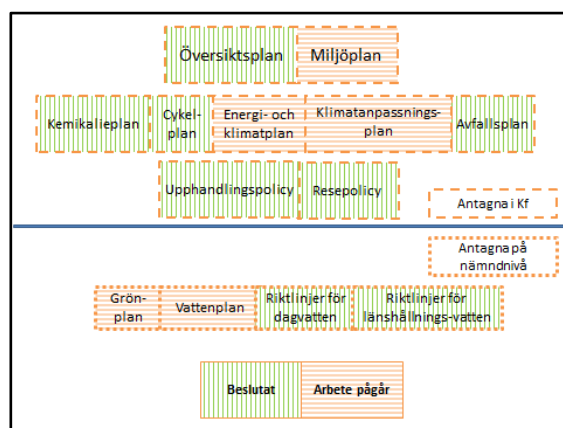 Översiktsplan Miljöplan
Kemikalieplan
Cykel-
plan
Energi- och
klimatplan
Klimatanpassnings-
plan
Avfallsplan
Upphandlingspolicy Resepolicy
Antagna i Kf
Antagna på
nämndnivå
Grön-
plan
Vattenplan
Riktlinjer för
dagvatten
Riktlinjer för
länshållnings-vatten
Beslutat Arbete pågår